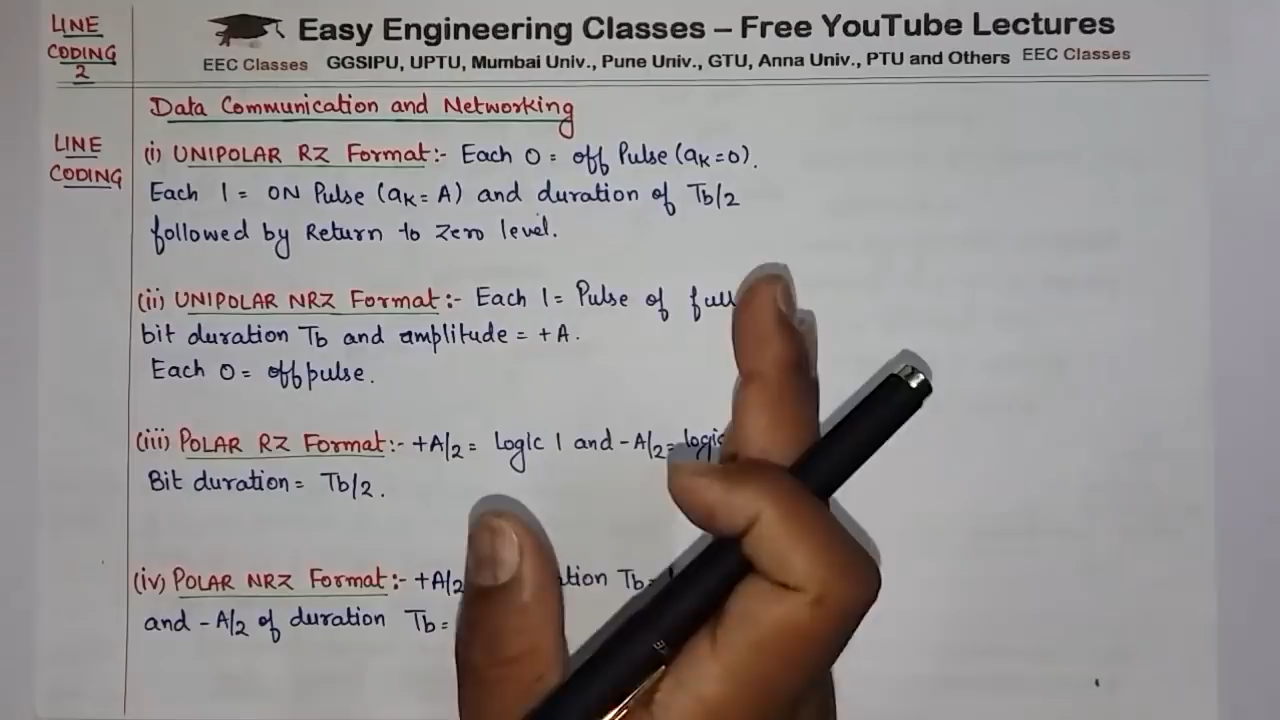 LINE
CODING
2
Easy Engineering Classes – Free YouTube Lectures
EEC Classes GGSIPU, UPTU, Mumbai Univ., Pune Univ., GTU, Anna Univ., PTU and Others EEC Classes
Data Communication and Networking
LINE
CODING
(i) UNIPOLAR RZ Format:- Each 0 = off Pulse (aK=0).
Each 1 = ON Pulse (aK= A) and duration of Tb/2
followed by Return to Zero level.
(ii) UNIPOLAR NRZ Format:- Each 1= Pulse of full
bit duration Tb and amplitude = +A.
Each 0= off pulse.
(iii) POLAR RZ Format:- +A/2 = Logic 1 and -A/2=
Bit duration= Tb/2.
(iv) POLAR NRZ Format:- +A/2 Tb=
and -A/2 of duration Tb=